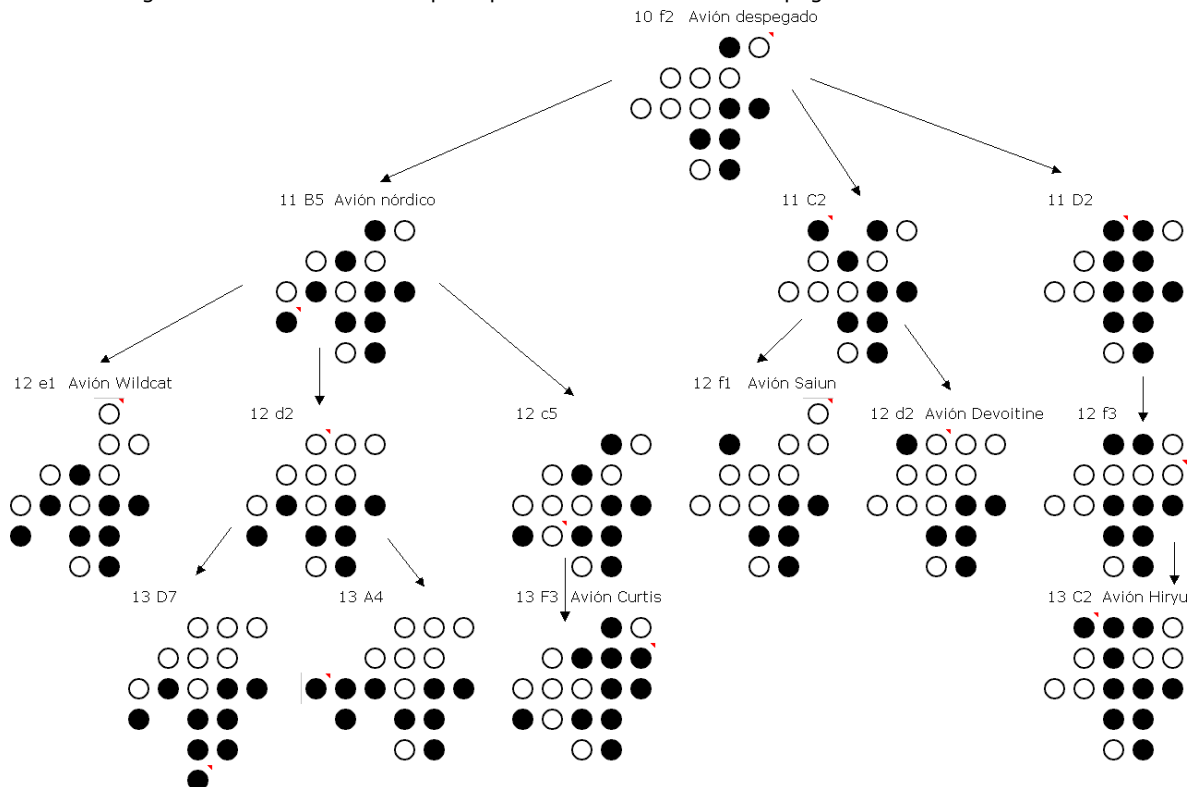 10 f2 Avión despegado
11 B5 Avión nórdico
11 C2
11 D2
12 e1 Avión Wildcat
12 d2
12 c5
12 f1 Avión Saiun
12 d2 Avión Devoitine
12 f3
13 D7
13 A4
13 F3 Avión Curtis
13 C2 Avión Hiryu